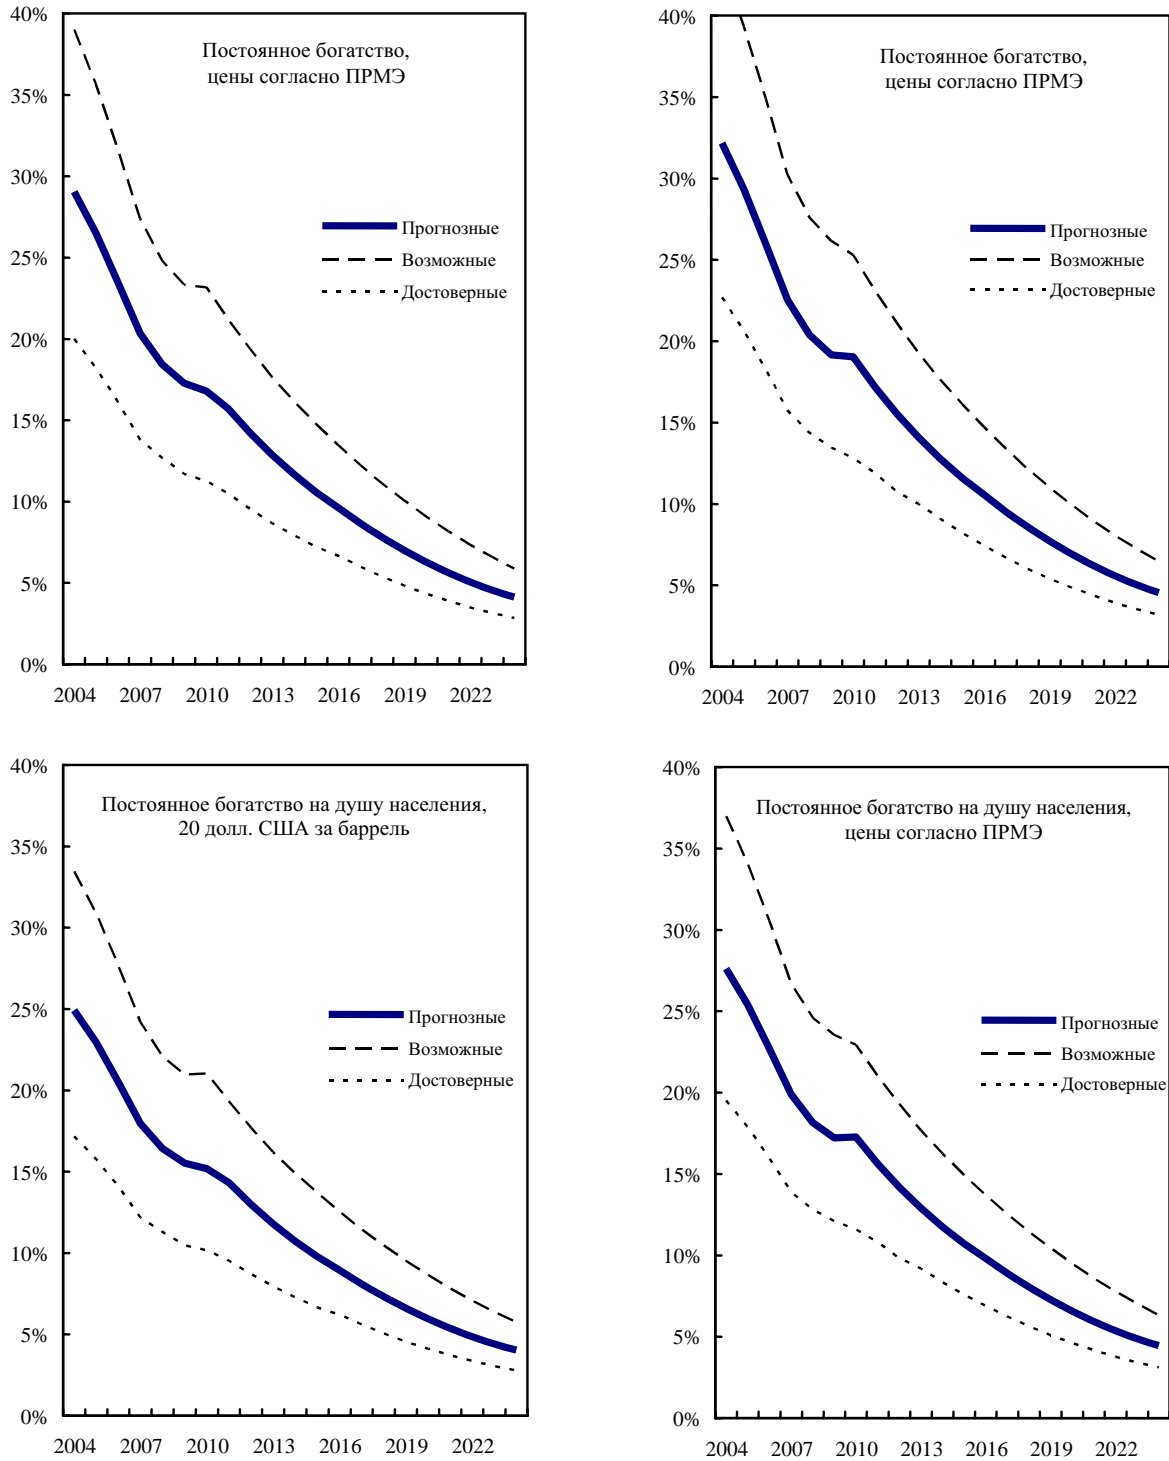 40%
35%
30%
25%
20%
15%
10%
5%
0%
Постоянное богатство,
цены согласно ПРМЭ
Прогнозные
Возможные
Достоверные
2004 2007 2010 2013 2016 2019 2022
40%
35%
30%
25%
20%
15%
10%
5%
0%
Постоянное богатство,
цены согласно ПРМЭ
Прогнозные
Возможные
Достоверные
2004 2007 2010 2013 2016 2019 2022
40%
35%
30%
25%
20%
15%
10%
5%
0%
Постоянное богатство на душу населения,
20 долл. США за баррель
Прогнозные
Возможные
Достоверные
2004 2007 2010 2013 2016 2019 2022
40%
35%
30%
25%
20%
15%
10%
5%
0%
Постоянное богатство на душу населения,
цены согласно ПРМЭ
Прогнозные
Возможные
Достоверные
2004 2007 2010 2013 2016 2019 2022